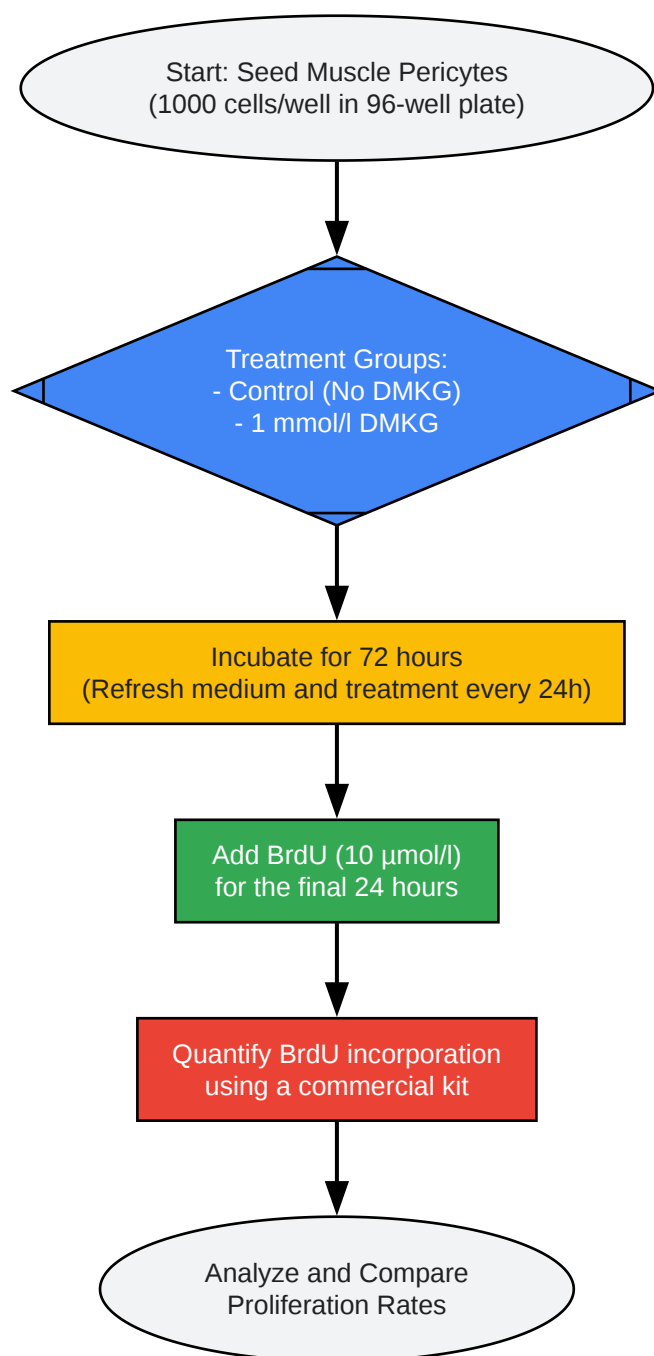 Start: Seed Muscle Pericytes
(1000 cells/well in 96-well plate)
Treatment Groups:
- Control (No DMKG)
- 1 mmol/l DMKG
Incubate for 72 hours
(Refresh medium and treatment every 24h)
Add BrdU (10 µmol/l)
for the final 24 hours
Quantify BrdU incorporation
using a commercial kit
Analyze and Compare
Proliferation Rates